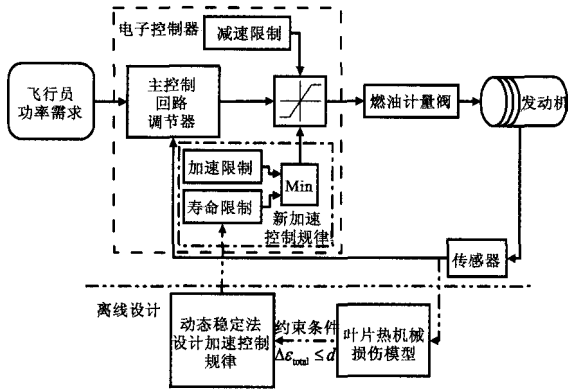 电子控制器
减速限制
飞行员
功率需求
主控制
回路
调节器
燃油计量阀
发动机
加速限制
寿命限制
Min
新加速
控制规律
传感器
离线设计
动态稳定法
设计加速控制
规律
约束条件
Δε_total ≤ d
叶片热机械
损伤模型